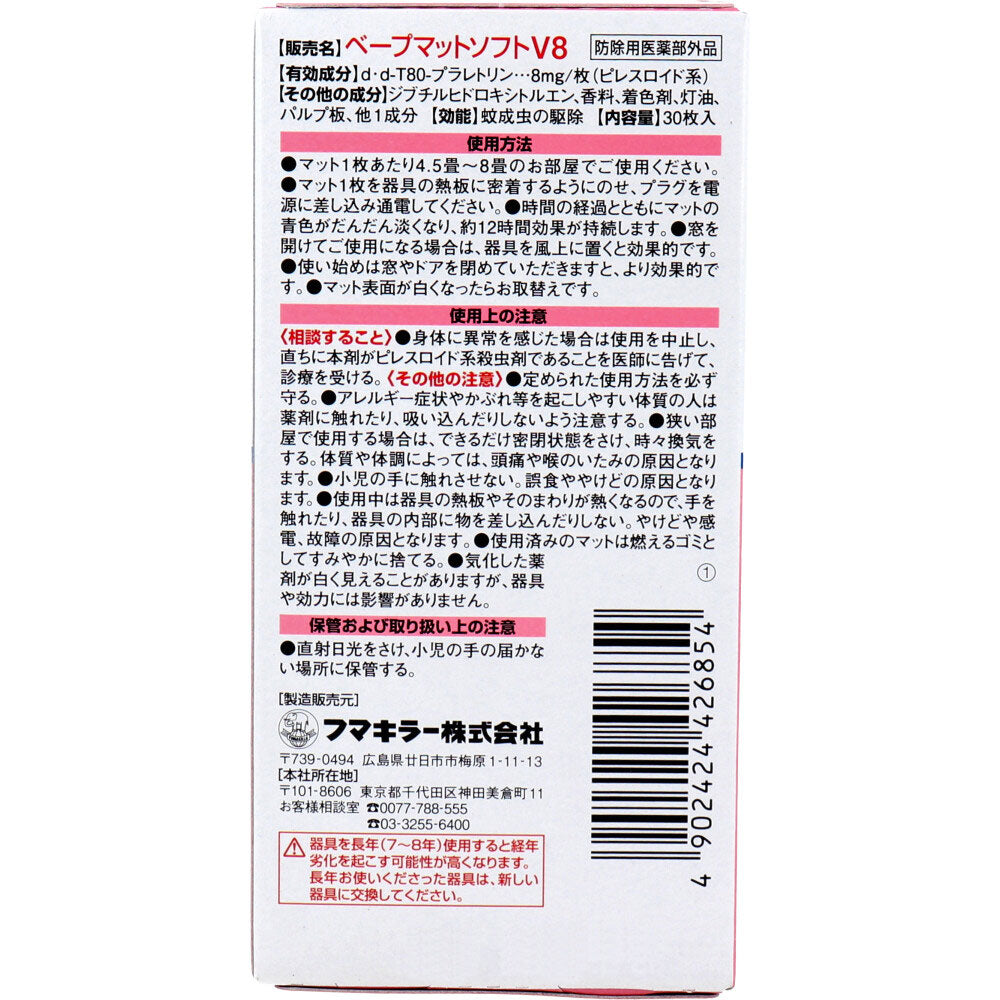 【販売名】ベープマットソフトV8 防除用医薬部外品
【有効成分】d・d-T80-プラレトリン…8mg/枚(ピレスロイド系)
【その他の成分】ジブチルヒドロキシトルエン、香料、着色剤、灯油、
パルプ板、他1成分 【効能】蚊成虫の駆除 【内容量】30枚入
使用方法
●マット1枚あたり4.5畳〜8畳のお部屋でご使用ください。
●マット1枚を器具の熱板に密着するようにのせ、プラグを電
源に差し込み通電してください。●時間の経過とともにマットの
青色がだんだん淡くなり、約12時間効果が持続します。●窓を
開けてご使用になる場合は、器具を風上に置くと効果的です。
●使い始めは窓やドアを閉めていただきますと、より効果的で
す。●マット表面が白くなったらお取替えです。
使用上の注意
〈相談すること〉●身体に異常を感じた場合は使用を中止し、
直ちに本剤がピレスロイド系殺虫剤であることを医師に告げて、
診療を受ける。〈その他の注意〉●定められた使用方法を必ず
守る。●アレルギー症状やかぶれ等を起こしやすい体質の人は
薬剤に触れたり、吸い込んだりしないよう注意する。●狭い部
屋で使用する場合は、できるだけ密閉状態をさけ、時々換気を
する。体質や体調によっては、頭痛や喉のいたみの原因となり
ます。●小児の手に触れさせない。誤食ややけどの原因となり
ます。●使用中は器具の熱板やそのまわりが熱くなるので、手を
触れたり、器具の内部に物を差し込んだりしない。やけどや感
電、故障の原因となります。●使用済みのマットは燃えるゴミと
してすみやかに捨てる。●気化した薬
剤が白く見えることがありますが、器具
や効力には影響がありません。
①
保管および取り扱い上の注意
●直射日光をさけ、小児の手の届かな
い場所に保管する。
[製造販売元]
フマキラー株式会社
〒739-0494 広島県廿日市市梅原1-11-13
[本社所在地]
〒101-8606 東京都千代田区神田美倉町11
お客様相談室 ☎0077-788-555
☎03-3255-6400
⚠器具を長年(7〜8年)使用すると経年
劣化を起こす可能性が高くなります。
長年お使いくださった器具は、新しい
器具に交換してください。
4 902424 426854